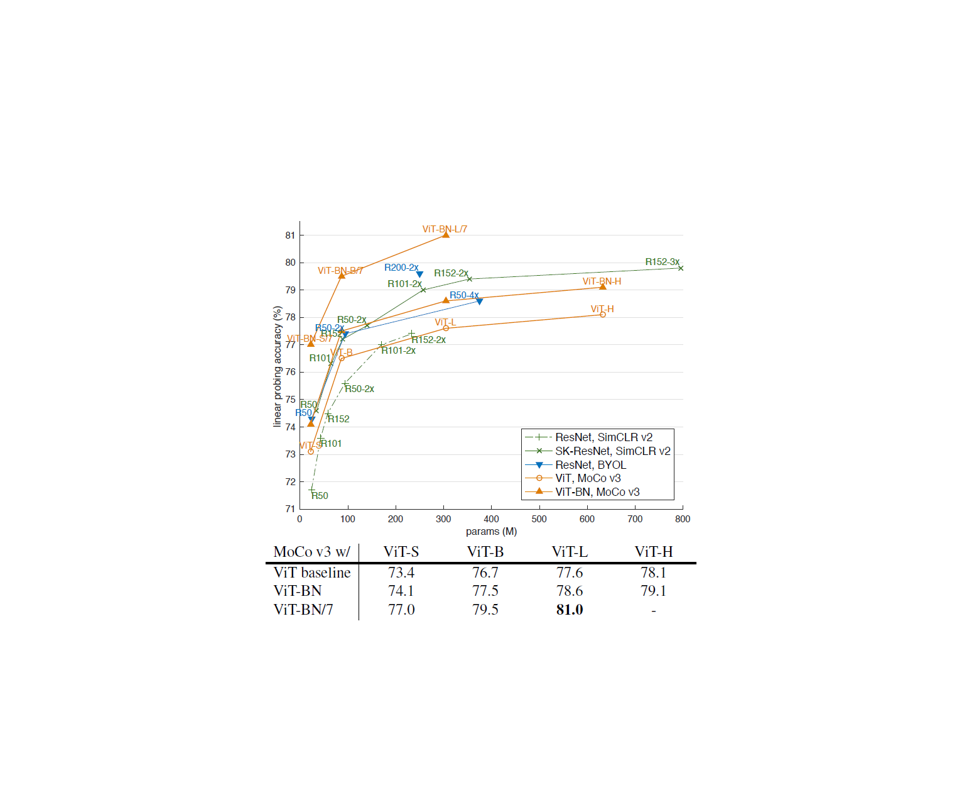 ViT-BN-L/7
81
R200-2x
R152-3x
80
ViT-BN-B/7
R152-2x
R101-2x
ViT-BN-H
79
R50-4x
ViT-H
78
R50-2x
ViT-L
R50-2x
R152
ViT-BN-S/7
R152-2x
77
ViT-B
R101-2x
R101
76
R50-2x
75
R50
R50
R152
74
ViT-S
R101
73
72
R50
71
linear probing accuracy (%)
ResNet, SimCLR v2
SK-ResNet, SimCLR v2
ResNet, BYOL
ViT, MoCo v3
ViT-BN, MoCo v3
0 100 200 300 400 500 600 700 800
params (M)
MoCo v3 w/ ViT-S ViT-B ViT-L ViT-H
ViT baseline 73.4 76.7 77.6 78.1
ViT-BN 74.1 77.5 78.6 79.1
ViT-BN/7 77.0 79.5 81.0 -